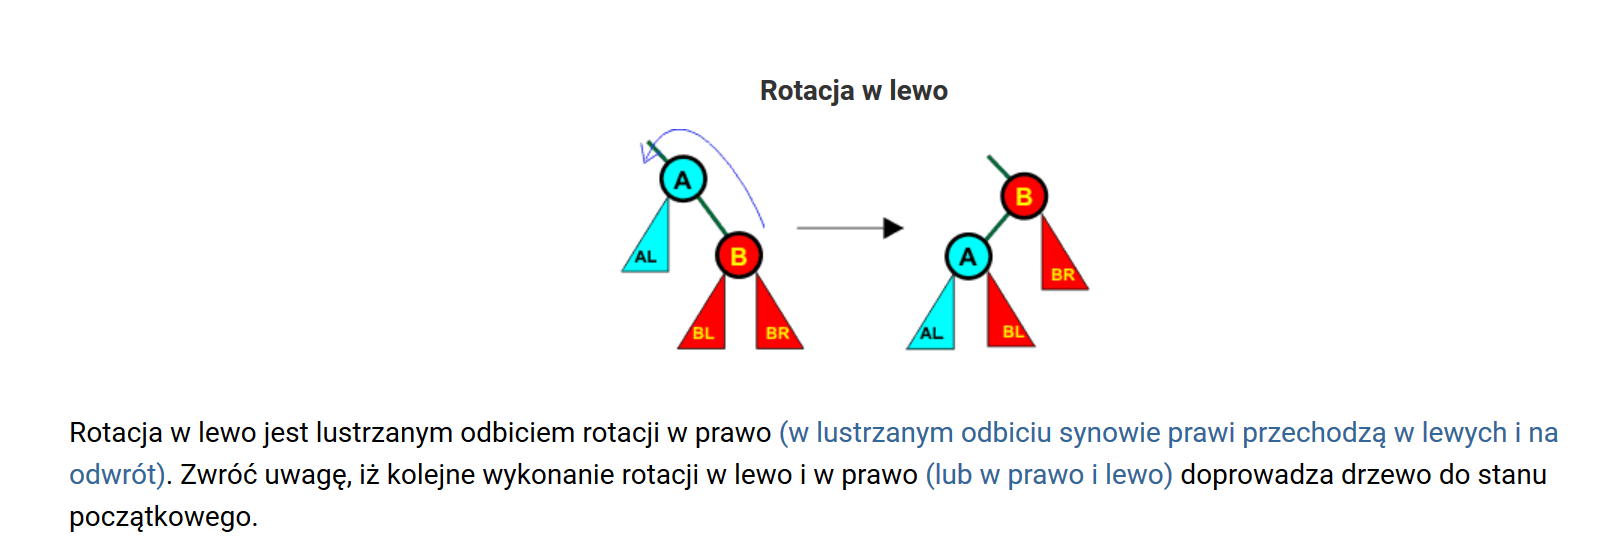 Rotacja w lewo
A
AL
B
BL
BR
B
A
BR
AL
BL
Rotacja w lewo jest lustrzanym odbiciem rotacji w prawo (w lustrzanym odbiciu synowie prawi przechodzą w lewych i na
odwrót). Zwróć uwagę, iż kolejne wykonanie rotacji w lewo i w prawo (lub w prawo i lewo) doprowadza drzewo do stanu
początkowego.